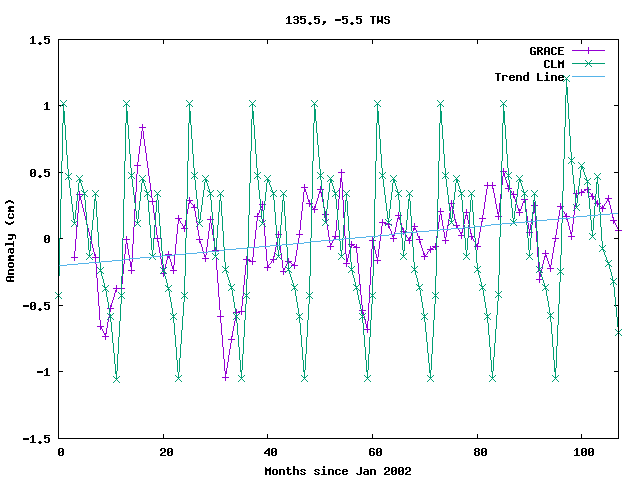 135.5, -5.5 TWS
GRACE
CLM
Trend Line
1.5
1
0.5
0
-0.5
-1
-1.5
Anomaly (cm)
0 20 40 60 80 100
Months since Jan 2002